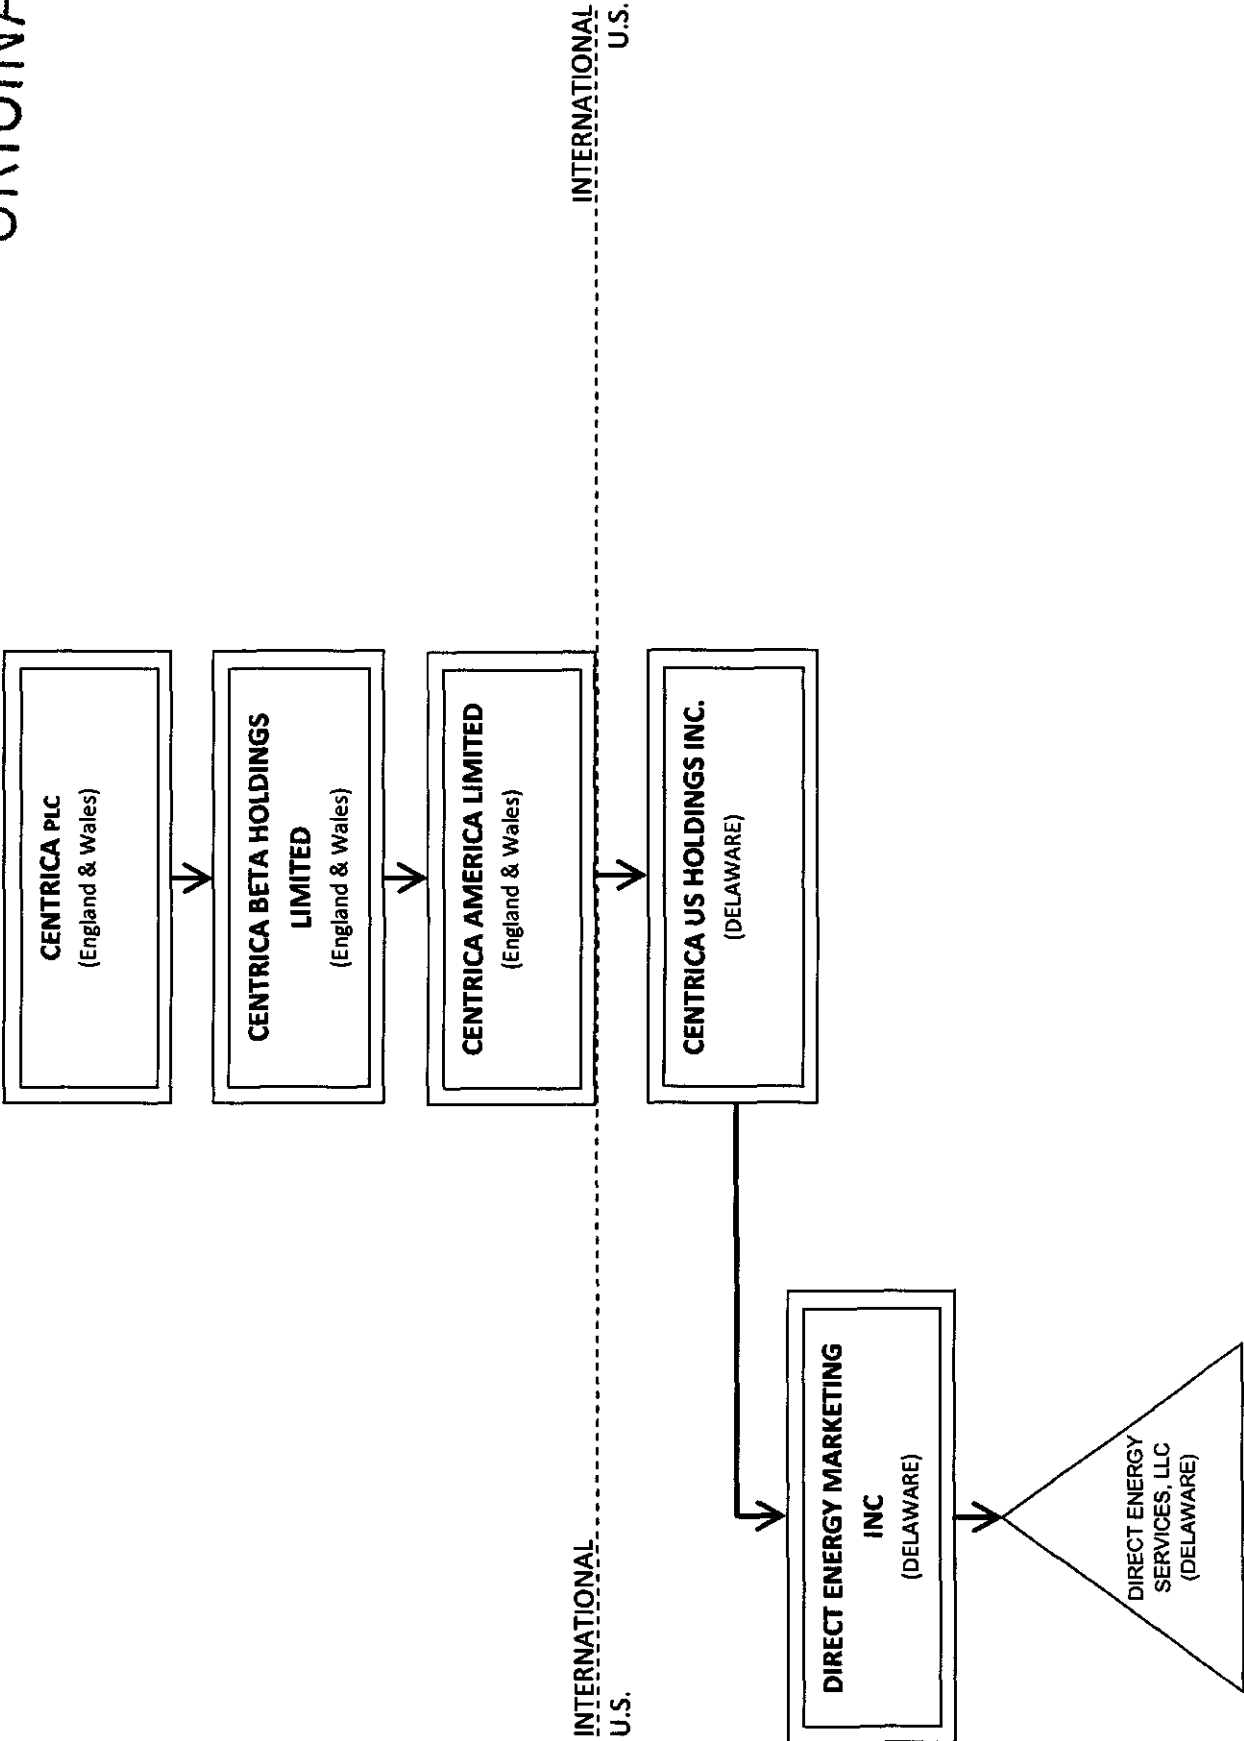 ORIGINA
CENTRICA PLC
(England & Wales)
CENTRICA BETA HOLDINGS
LIMITED
(England & Wales)
CENTRICA AMERICA LIMITED
(England & Wales)
INTERNATIONAL
U.S.
INTERNATIONAL
U.S.
CENTRICA US HOLDINGS INC.
(DELAWARE)
DIRECT ENERGY MARKETING
INC
(DELAWARE)
DIRECT ENERGY
SERVICES, LLC
(DELAWARE)